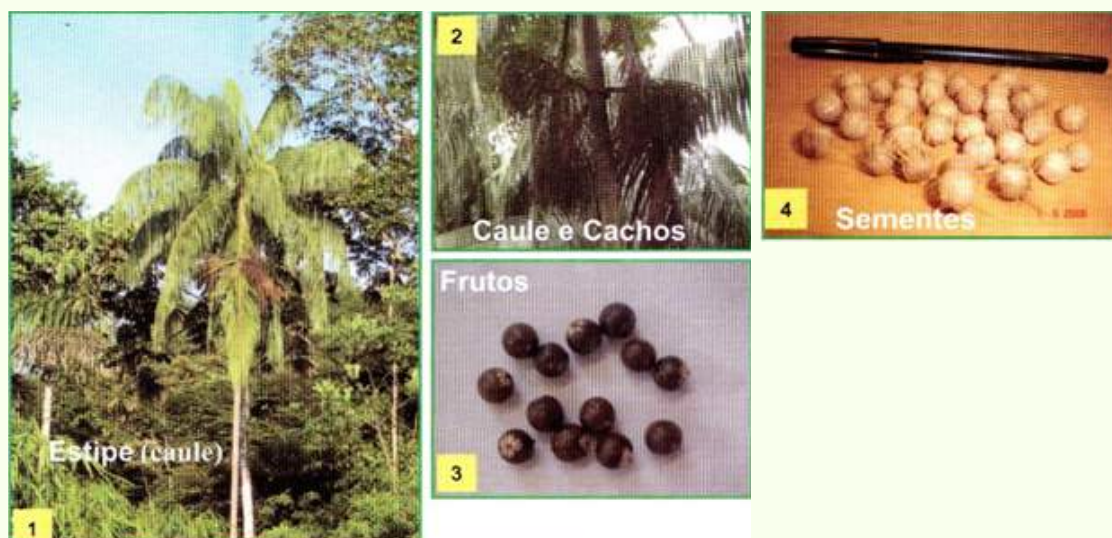 Estipe (caule)
1
2
Caule e Cachos
Frutos
3
4
Sementes